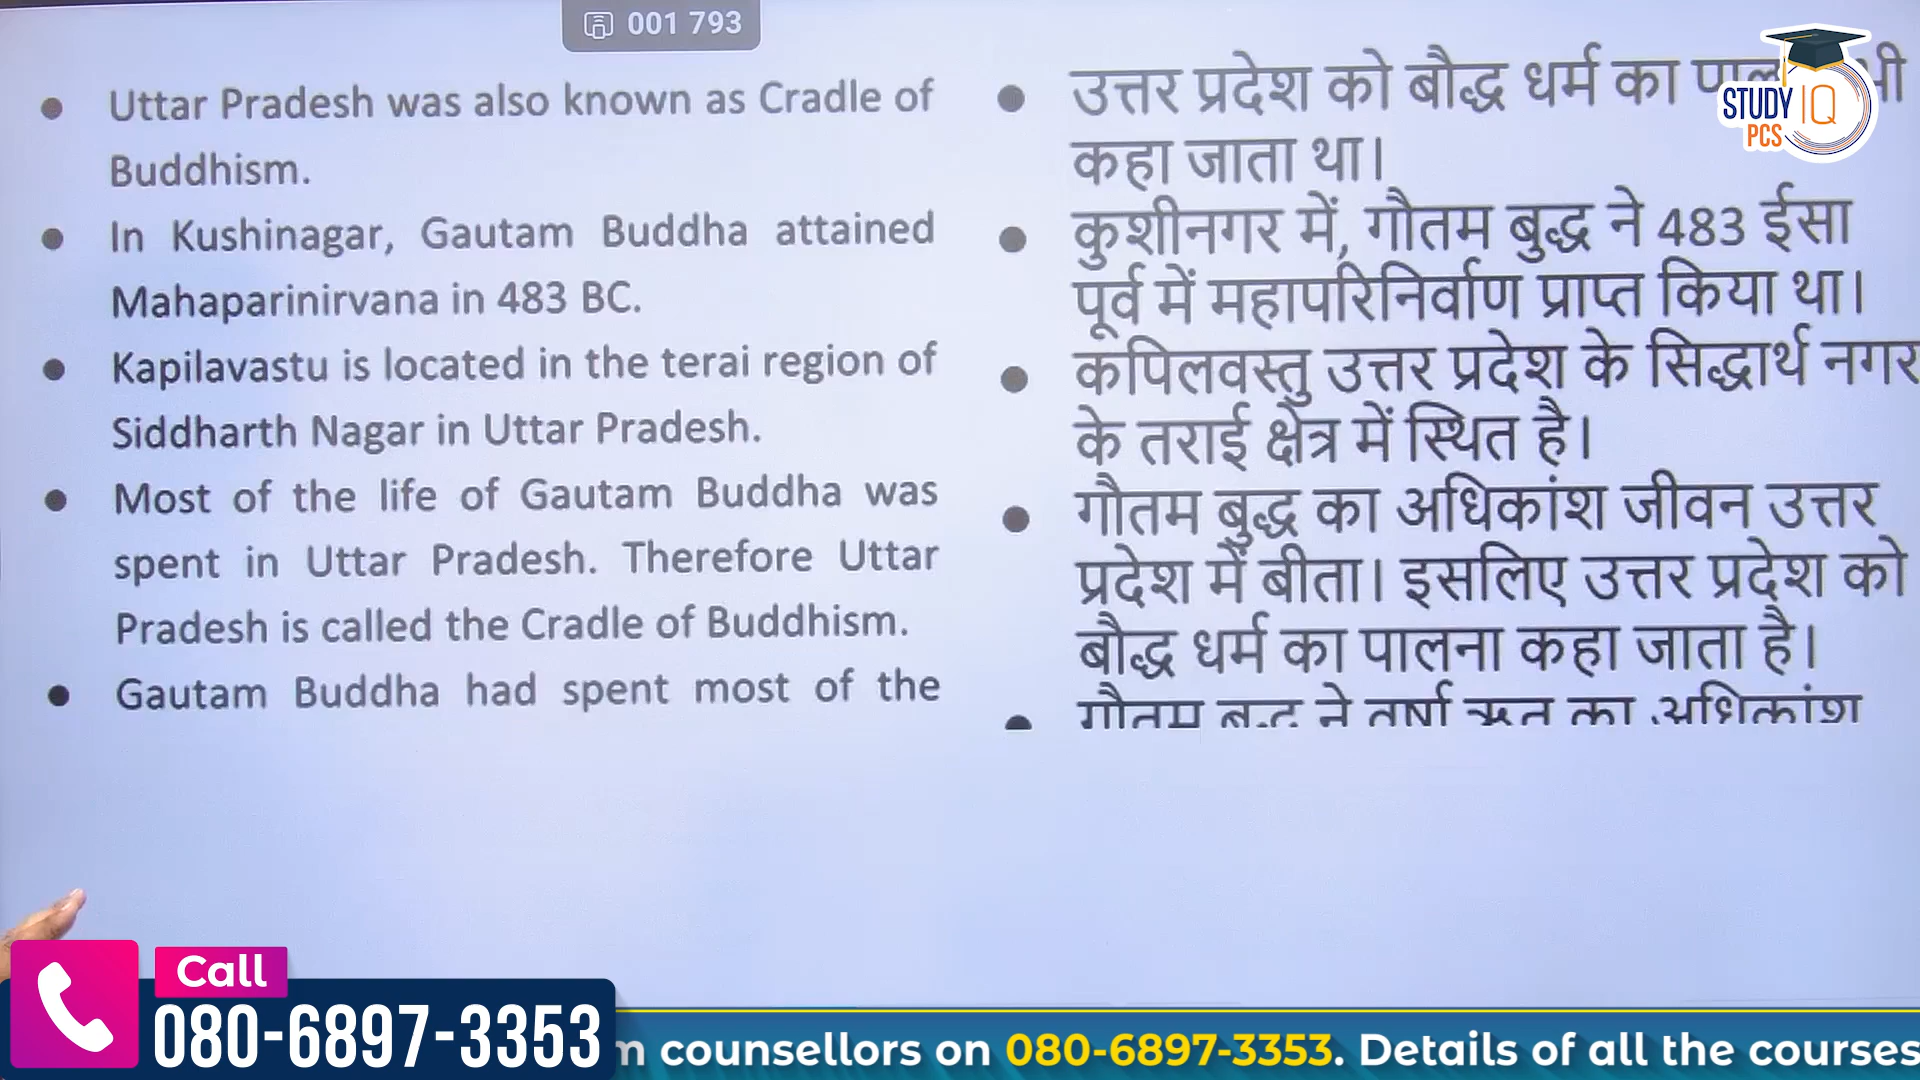 001 793
Uttar Pradesh was also known as Cradle of
Buddhism.
In Kushinagar, Gautam Buddha attained
Mahaparinirvana in 483 BC.
Kapilavastu is located in the terai region of
Siddharth Nagar in Uttar Pradesh.
Most of the life of Gautam Buddha was
spent in Uttar Pradesh. Therefore Uttar
Pradesh is called the Cradle of Buddhism.
Gautam Buddha had spent most of the
उत्तर प्रदेश को बौद्ध धर्म का
कहा जाता था।
कुशीनगर में, गौतम बुद्ध ने 483 ईसा
पूर्व में महापरिनिर्वाण प्राप्त किया था।
कपिलवस्तु उत्तर प्रदेश के सिद्धार्थ नगर
के तराई क्षेत्र में स्थित है।
गौतम बुद्ध का अधिकांश जीवन उत्तर
प्रदेश में बीता। इसलिए उत्तर प्रदेश को
बौद्ध धर्म का पालना कहा जाता है।
गौतम बुद्ध ने वर्षा ऋतु का अधिकांश
STUDY IQ
PCS
Call
080-6897-3353
counsellors on 080-6897-3353. Details of all the courses